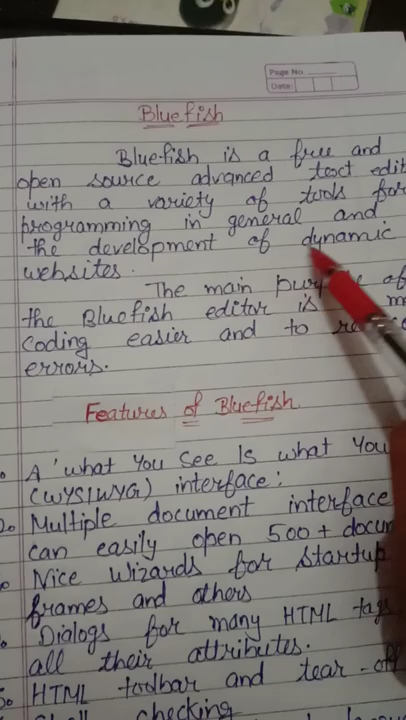 Page No.
Date:
Bluefish
Bluefish is a free and
open source advanced text edit
with a variety of tools for
programming in general and
the development of dynamic
websites.
The main of
the Bluefish editor is
Coding easier and to
errors.
Features of Bluefish
A 'what You See Is what You
(WYSIWYG) interface:
2. Multiple document interface
can easily open 500+ docum
Nice Wizards for startup
frames and others
Dialogs for many HTML tags
all their attributes.
HTML toolbar and tear-off
checking